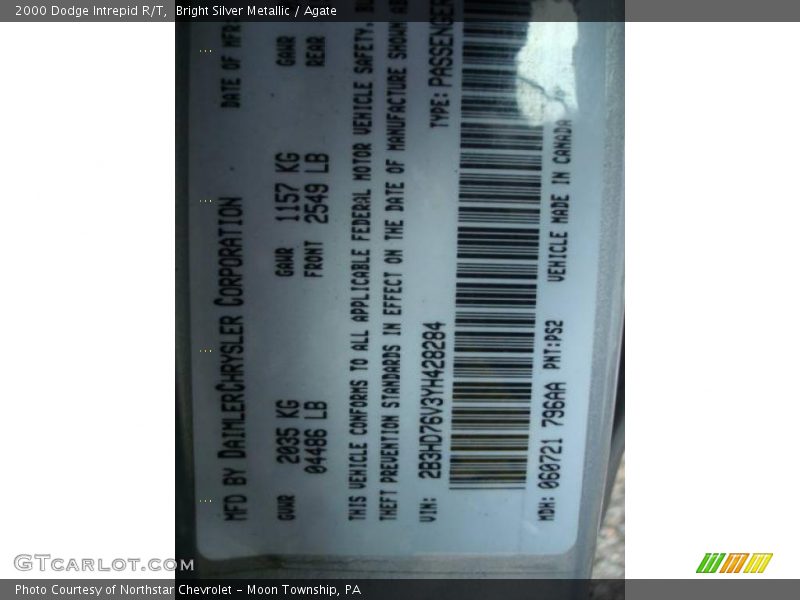 2000 Dodge Intrepid R/T, Bright Silver Metallic / Agate
MFD BY DAIMLERCHRYSLER CORPORATION
DATE OF MFR:
GVWR 2035 KG GAWR 1157 KG GAWR
04486 LB FRONT 2549 LB REAR
THIS VEHICLE CONFORMS TO ALL APPLICABLE FEDERAL MOTOR VEHICLE SAFETY,
THEFT PREVENTION STANDARDS IN EFFECT ON THE DATE OF MANUFACTURE SHOWN
VIN: 2B3HD76V3YH428284 TYPE: PASSENGER
MDH: 060721 796AA PNT:PS2 VEHICLE MADE IN CANADA
GTCARLOT.COM
Photo Courtesy of Northstar Chevrolet - Moon Township, PA